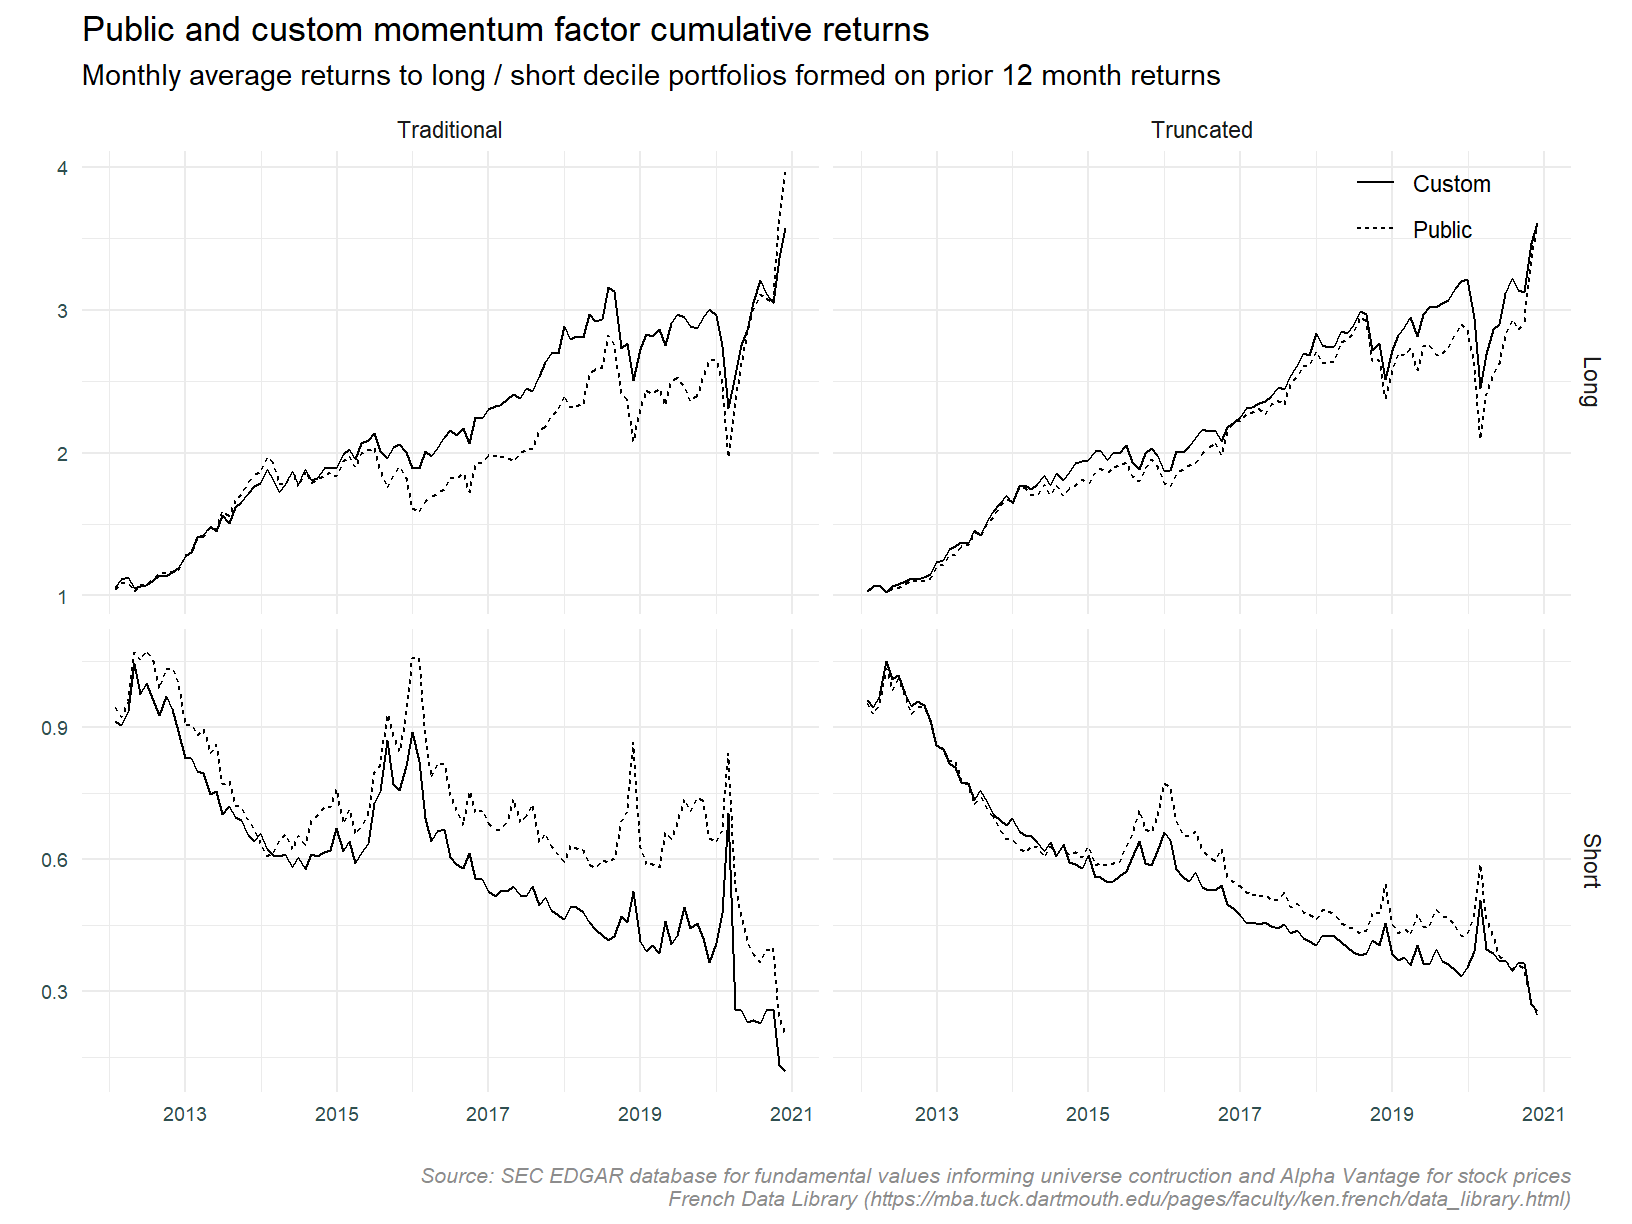 Public and custom momentum factor cumulative returns
Monthly average returns to long / short decile portfolios formed on prior 12 month returns
Traditional
Truncated
4
3
2
1
Custom
Public
Long
0.9
0.6
0.3
Short
2013
2015
2017
2019
2021
2013
2015
2017
2019
2021
Source: SEC EDGAR database for fundamental values informing universe contruction and Alpha Vantage for stock prices
French Data Library (https://mba.tuck.dartmouth.edu/pages/faculty/ken.french/data_library.html)